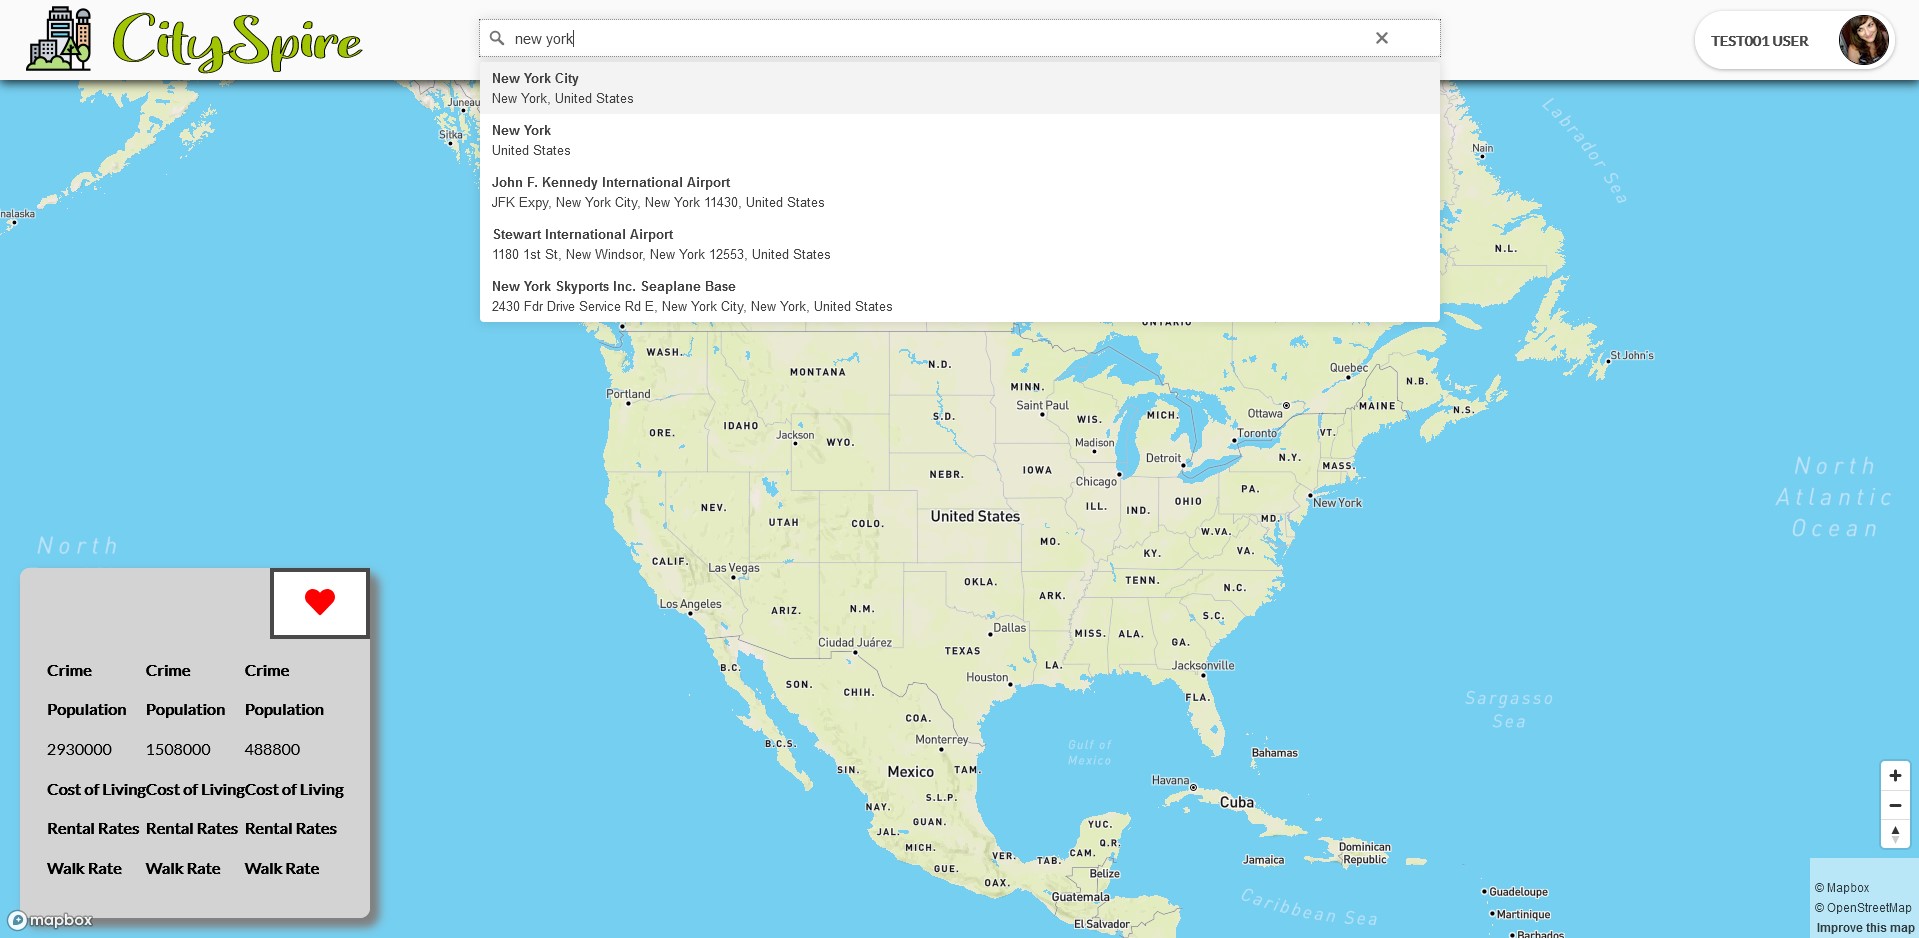 CitySpire
new york
TEST001 USER
New York City
New York, United States
New York
United States
John F. Kennedy International Airport
JFK Expy, New York City, New York 11430, United States
Stewart International Airport
1180 1st St, New Windsor, New York 12553, United States
New York Skyports Inc. Seaplane Base
2430 Fdr Drive Service Rd E, New York City, New York, United States
Juneau
Sitka
nalaska
Labrador Sea
Nain
N.L.
ONTARIO
St John's
WASH.
MONTANA
N.D.
MINN.
Quebec
N.B.
Portland
Saint Paul
WIS.
MICH.
Ottawa
MAINE
N.S.
ORE.
IDAHO
Jackson
WYO.
S.D.
Madison
Toronto
VT.
Detroit
N.Y.
MASS.
NEBR.
IOWA
Chicago
PA.
North
Atlantic
Ocean
NEV.
UTAH
COLO.
United States
ILL.
IND.
OHIO
New York
MD.
W.VA.
MO.
KY.
VA.
North
CALIF.
Las Vegas
OKLA.
TENN.
N.C.
Los Angeles
ARIZ.
N.M.
ARK.
S.C.
Ciudad Juárez
Dallas
TEXAS
MISS.
ALA.
GA.
B.C.
LA.
Jacksonville
SON.
CHIH.
Houston
FLA.
Sargasso
Sea
COA.
B.C.S.
Monterrey
Gulf of
Mexico
Bahamas
SIN.
Mexico
TAM.
Havana
Cuba
NAY.
S.L.P.
JAL.
GUAN.
YUC.
Q.R.
MICH.
VER.
TAB.
CAM.
Jamaica
Dominican
Republic
GUE.
OAX.
Belize
Guatemala
El Salvador
Caribbean Sea
Guadeloupe
Martinique
Barbados
Crime Crime Crime
Population Population Population
2930000 1508000 488800
Cost of LivingCost of LivingCost of Living
Rental Rates Rental Rates Rental Rates
Walk Rate Walk Rate Walk Rate
mapbox
© Mapbox
© OpenStreetMap
Improve this map